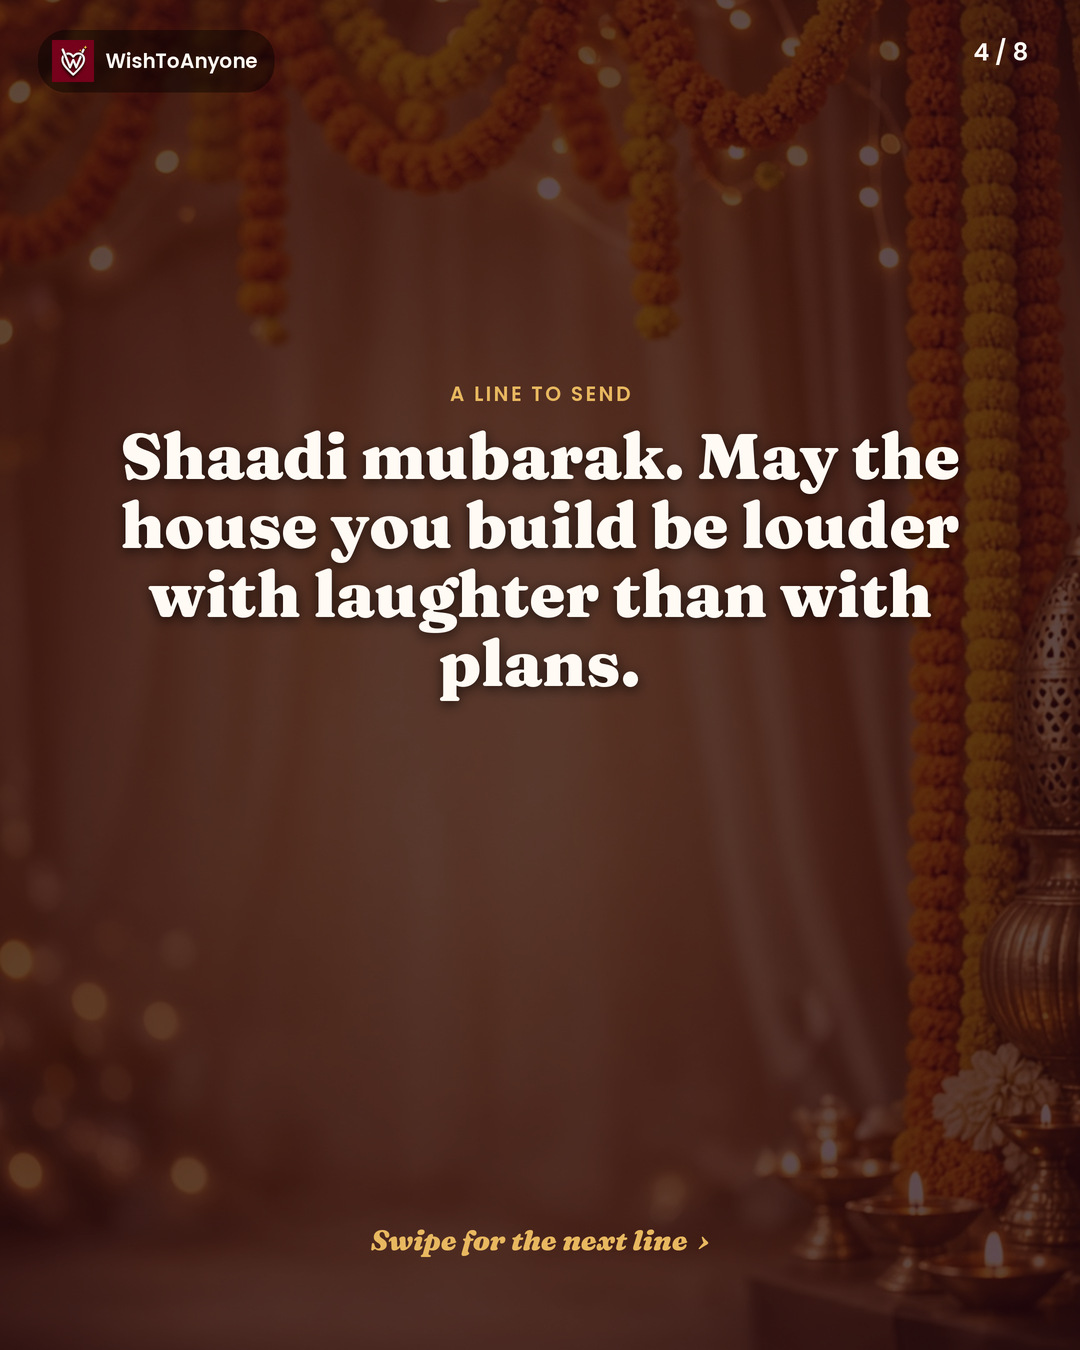 WishToAnyone
4 / 8
A LINE TO SEND
Shaadi mubarak. May the
house you build be louder
with laughter than with
plans.
Swipe for the next line ›